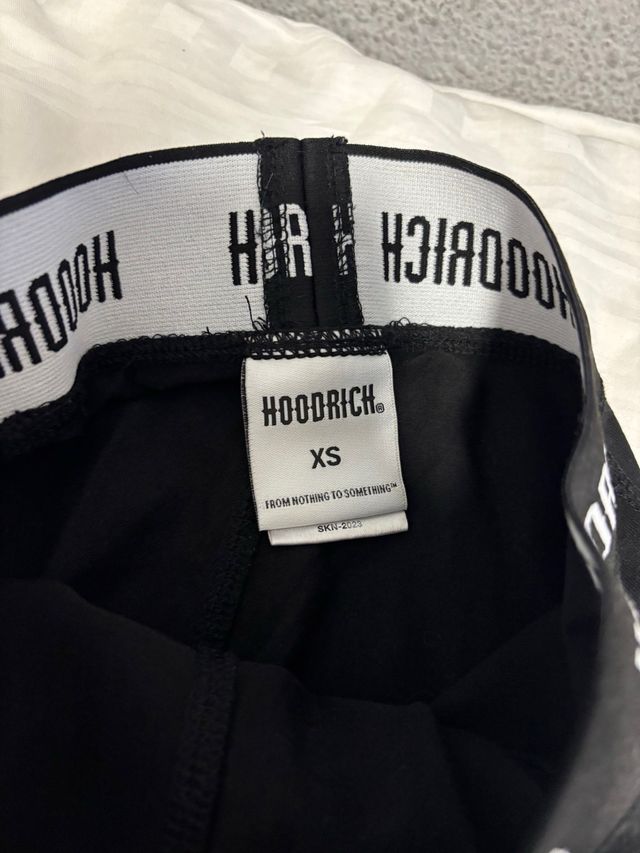 HOODRICH
HOODRICH
HOODRICH®
XS
FROM NOTHING TO SOMETHING™
SKN-2023